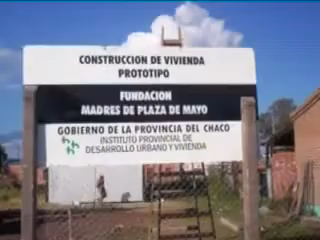 CONSTRUCCION DE VIVIENDA
PROTOTIPO
FUNDACION
MADRES DE PLAZA DE MAYO
GOBIERNO DE LA PROVINCIA DEL CHACO
INSTITUTO PROVINCIAL DE
DESARROLLO URBANO Y VIVIENDA